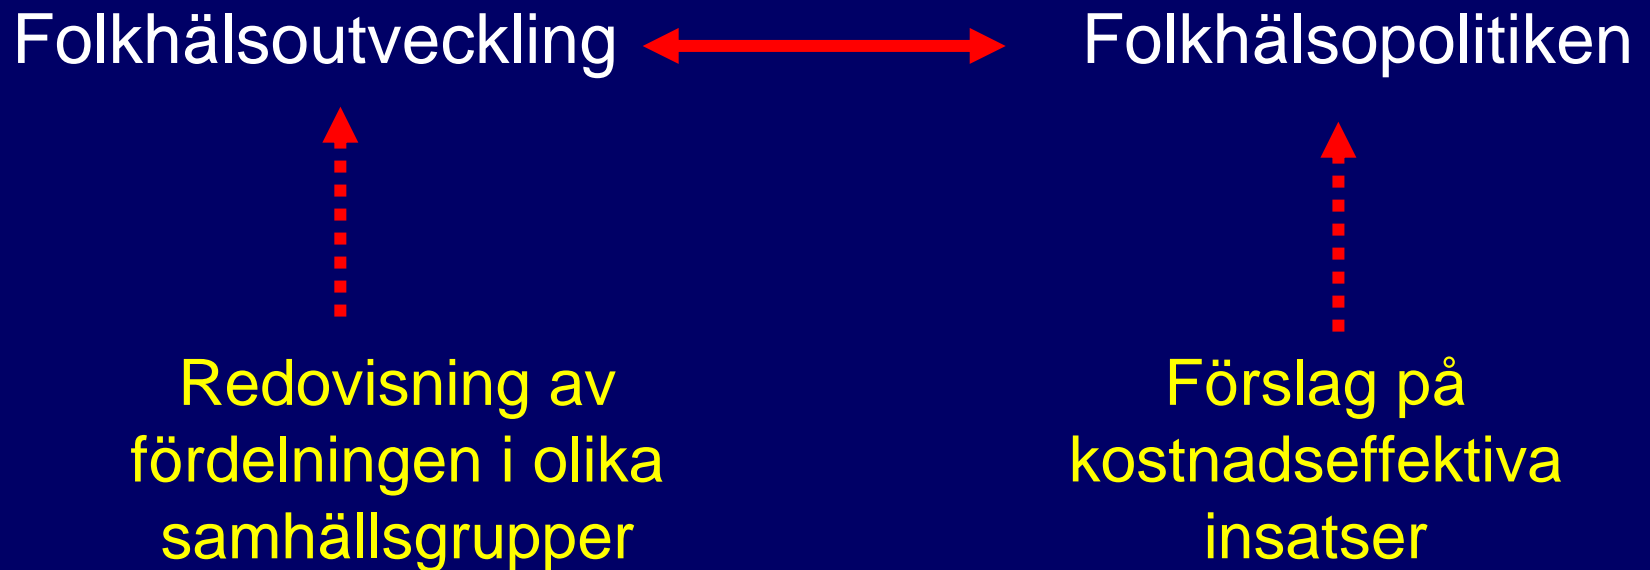 Folkhälsoutveckling
Folkhälsopolitiken
Redovisning av
fördelningen i olika
samhällsgrupper
Förslag på
kostnadseffektiva
insatser